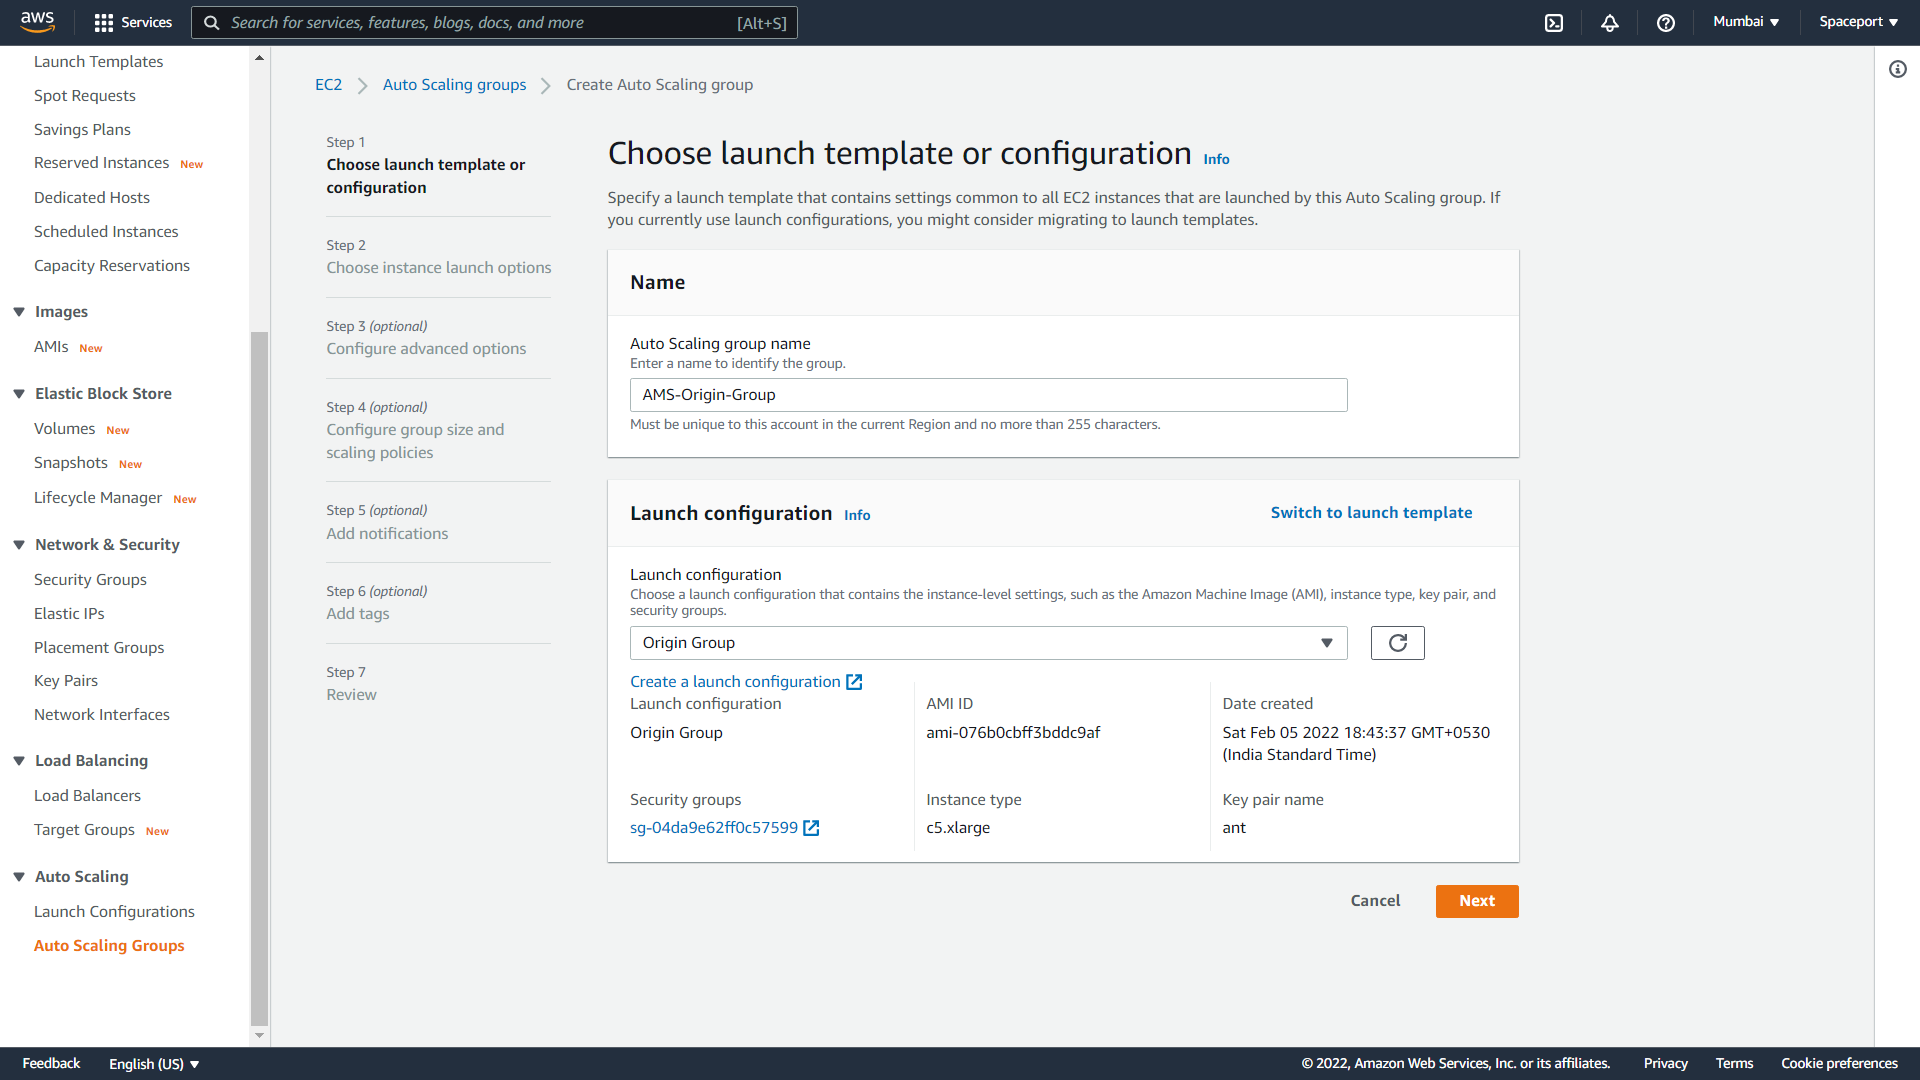 aws
Services
Search for services, features, blogs, docs, and more
[Alt+S]
Mumbai
Spaceport
Launch Templates
Spot Requests
Savings Plans
Reserved Instances New
Dedicated Hosts
Scheduled Instances
Capacity Reservations
Images
AMIs New
Elastic Block Store
Volumes New
Snapshots New
Lifecycle Manager New
Network & Security
Security Groups
Elastic IPs
Placement Groups
Key Pairs
Network Interfaces
Load Balancing
Load Balancers
Target Groups New
Auto Scaling
Launch Configurations
Auto Scaling Groups
EC2
Auto Scaling groups
Create Auto Scaling group
Step 1
Choose launch template or
configuration
Step 2
Choose instance launch options
Step 3 (optional)
Configure advanced options
Step 4 (optional)
Configure group size and
scaling policies
Step 5 (optional)
Add notifications
Step 6 (optional)
Add tags
Step 7
Review
Choose launch template or configuration Info
Specify a launch template that contains settings common to all EC2 instances that are launched by this Auto Scaling group. If
you currently use launch configurations, you might consider migrating to launch templates.
Name
Auto Scaling group name
Enter a name to identify the group.
AMS-Origin-Group
Must be unique to this account in the current Region and no more than 255 characters.
Launch configuration Info
Switch to launch template
Launch configuration
Choose a launch configuration that contains the instance-level settings, such as the Amazon Machine Image (AMI), instance type, key pair, and
security groups.
Origin Group
Create a launch configuration
Launch configuration
Origin Group
AMI ID
ami-076b0cbff3bddc9af
Date created
Sat Feb 05 2022 18:43:37 GMT+0530
(India Standard Time)
Security groups
sg-04da9e62ff0c57599
Instance type
c5.xlarge
Key pair name
ant
Cancel
Next
Feedback
English (US)
© 2022, Amazon Web Services, Inc. or its affiliates.
Privacy
Terms
Cookie preferences